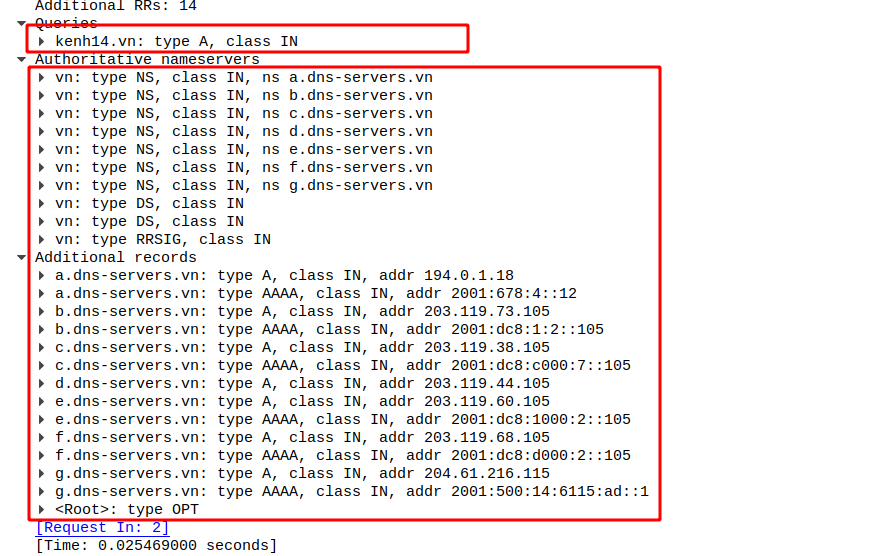 Additional RRs: 14
Queries
kenh14.vn: type A, class IN
Authoritative nameservers
vn: type NS, class IN, ns a.dns-servers.vn
vn: type NS, class IN, ns b.dns-servers.vn
vn: type NS, class IN, ns c.dns-servers.vn
vn: type NS, class IN, ns d.dns-servers.vn
vn: type NS, class IN, ns e.dns-servers.vn
vn: type NS, class IN, ns f.dns-servers.vn
vn: type NS, class IN, ns g.dns-servers.vn
vn: type DS, class IN
vn: type DS, class IN
vn: type RRSIG, class IN
Additional records
a.dns-servers.vn: type A, class IN, addr 194.0.1.18
a.dns-servers.vn: type AAAA, class IN, addr 2001:678:4::12
b.dns-servers.vn: type A, class IN, addr 203.119.73.105
b.dns-servers.vn: type AAAA, class IN, addr 2001:dc8:1:2::105
c.dns-servers.vn: type A, class IN, addr 203.119.38.105
c.dns-servers.vn: type AAAA, class IN, addr 2001:dc8:c000:7::105
d.dns-servers.vn: type A, class IN, addr 203.119.44.105
e.dns-servers.vn: type A, class IN, addr 203.119.60.105
e.dns-servers.vn: type AAAA, class IN, addr 2001:dc8:1000:2::105
f.dns-servers.vn: type A, class IN, addr 203.119.68.105
f.dns-servers.vn: type AAAA, class IN, addr 2001:dc8:d000:2::105
g.dns-servers.vn: type A, class IN, addr 204.61.216.115
g.dns-servers.vn: type AAAA, class IN, addr 2001:500:14:6115:ad::1
<Root>: type OPT
[Request In: 2]
[Time: 0.025469000 seconds]